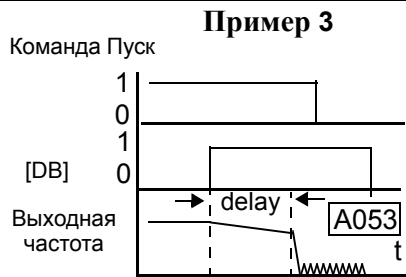 Пример 3
Команда Пуск
1
0
1
[DB]
0
delay
Выходная
частота
A053
t